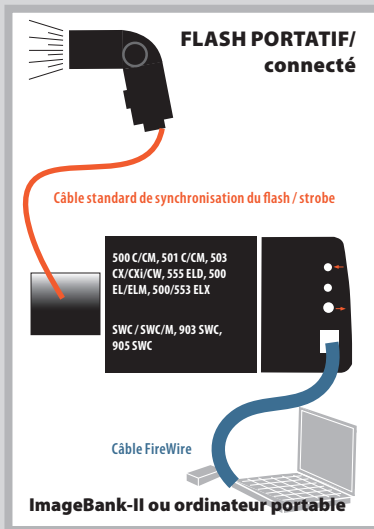 FLASH PORTATIF/
connecté
Câble standard de synchronisation du flash / strobe
500 C/CM, 501 C/CM, 503
CX/CXi/CW, 555 ELD, 500
EL/ELM, 500/553 ELX
SWC / SWC/M, 903 SWC,
905 SWC
Câble FireWire
ImageBank-II ou ordinateur portable